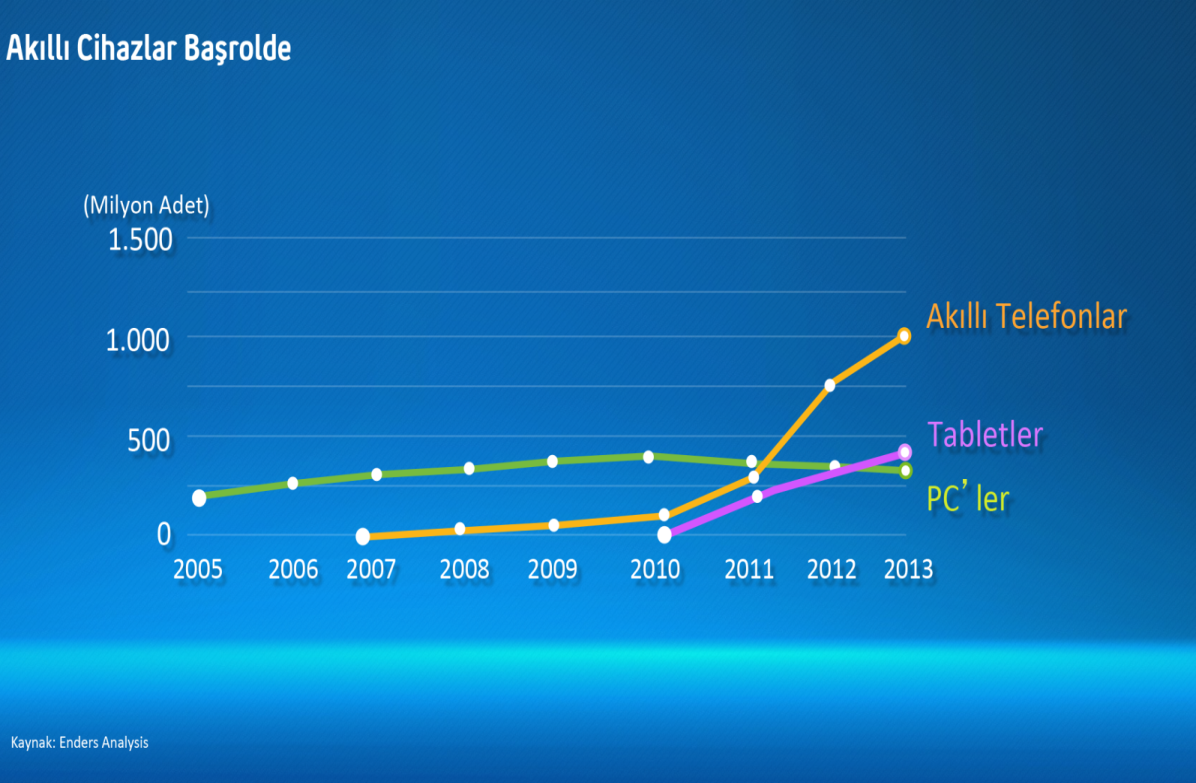 Akıllı Cihazlar Başrolde
(Milyon Adet)
1.500
1.000
500
0
2005 2006 2007 2008 2009 2010 2011 2012 2013
Akıllı Telefonlar
Tabletler
PC’ ler
Kaynak: Enders Analysis